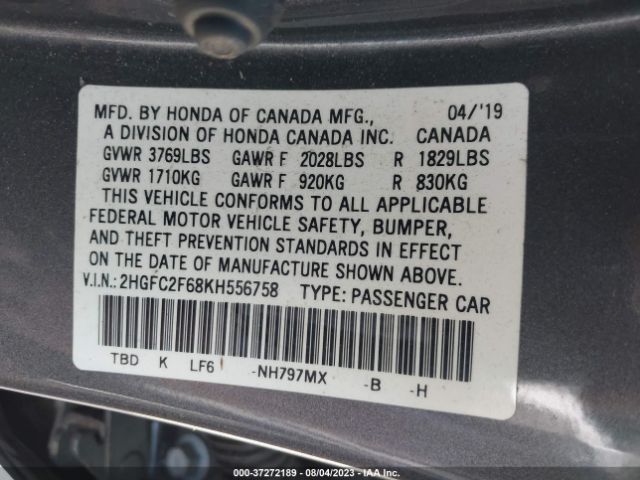 MFD. BY HONDA OF CANADA MFG., 04/'19
A DIVISION OF HONDA CANADA INC. CANADA
GVWR 3769LBS GAWR F 2028LBS R 1829LBS
GVWR 1710KG GAWR F 920KG R 830KG
THIS VEHICLE CONFORMS TO ALL APPLICABLE
FEDERAL MOTOR VEHICLE SAFETY, BUMPER,
AND THEFT PREVENTION STANDARDS IN EFFECT
ON THE DATE OF MANUFACTURE SHOWN ABOVE.
V.I.N.: 2HGFC2F68KH556758 TYPE: PASSENGER CAR
TBD K LF6 -NH797MX -B -H
000-37272189 - 08/04/2023 - IAA Inc.